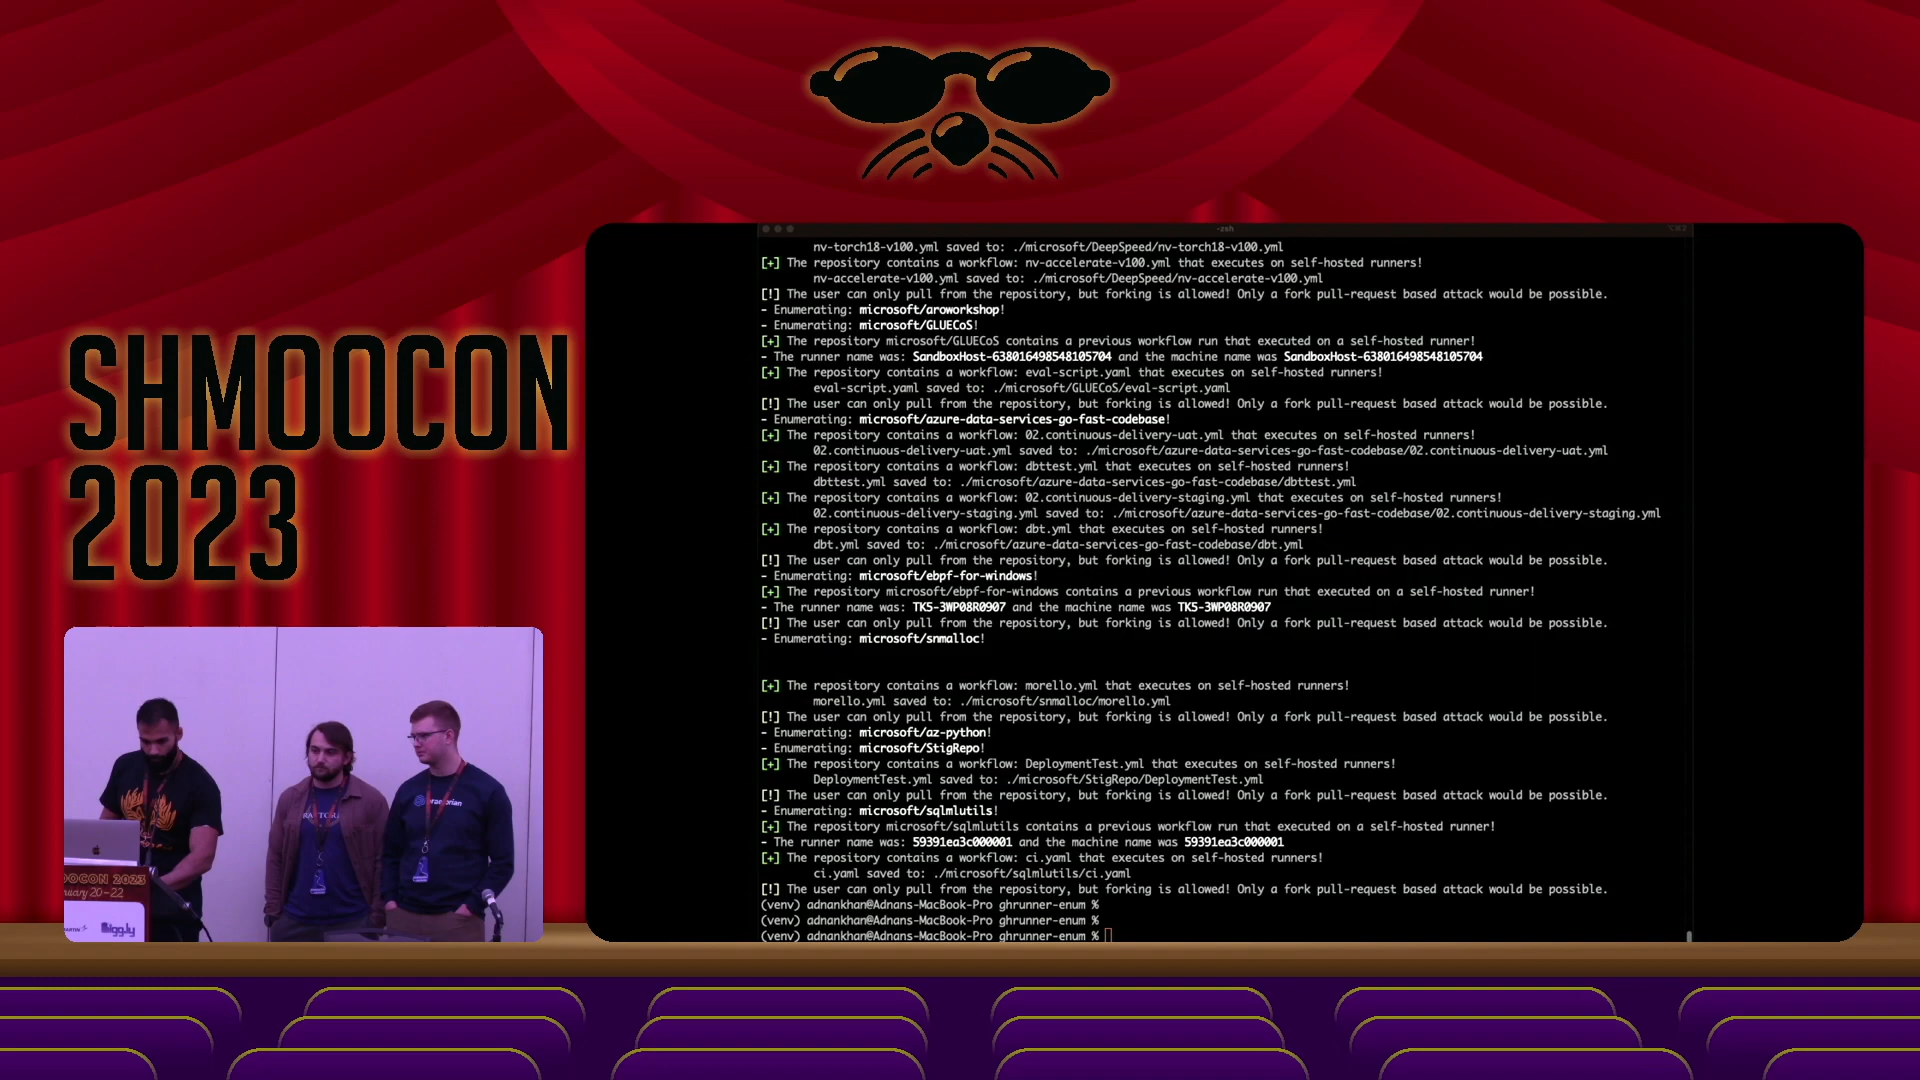 SHMOOCON
2023
-zsh
nv-torch18-v100.yml saved to: ./microsoft/DeepSpeed/nv-torch18-v100.yml
[+] The repository contains a workflow: nv-accelerate-v100.yml that executes on self-hosted runners!
nv-accelerate-v100.yml saved to: ./microsoft/DeepSpeed/nv-accelerate-v100.yml
[!] The user can only pull from the repository, but forking is allowed! Only a fork pull-request based attack would be possible.
- Enumerating: microsoft/aroworkshop!
- Enumerating: microsoft/GLUECoS!
[+] The repository microsoft/GLUECoS contains a previous workflow run that executed on a self-hosted runner!
- The runner name was: SandboxHost-638016498548105704 and the machine name was SandboxHost-638016498548105704
[+] The repository contains a workflow: eval-script.yaml that executes on self-hosted runners!
eval-script.yaml saved to: ./microsoft/GLUECoS/eval-script.yaml
[!] The user can only pull from the repository, but forking is allowed! Only a fork pull-request based attack would be possible.
- Enumerating: microsoft/azure-data-services-go-fast-codebase!
[+] The repository contains a workflow: 02.continuous-delivery-uat.yml that executes on self-hosted runners!
02.continuous-delivery-uat.yml saved to: ./microsoft/azure-data-services-go-fast-codebase/02.continuous-delivery-uat.yml
[+] The repository contains a workflow: dbttest.yml that executes on self-hosted runners!
dbttest.yml saved to: ./microsoft/azure-data-services-go-fast-codebase/dbttest.yml
[+] The repository contains a workflow: 02.continuous-delivery-staging.yml that executes on self-hosted runners!
02.continuous-delivery-staging.yml saved to: ./microsoft/azure-data-services-go-fast-codebase/02.continuous-delivery-staging.yml
[+] The repository contains a workflow: dbt.yml that executes on self-hosted runners!
dbt.yml saved to: ./microsoft/azure-data-services-go-fast-codebase/dbt.yml
[!] The user can only pull from the repository, but forking is allowed! Only a fork pull-request based attack would be possible.
- Enumerating: microsoft/ebpf-for-windows!
[+] The repository microsoft/ebpf-for-windows contains a previous workflow run that executed on a self-hosted runner!
- The runner name was: TK5-3WP08R0907 and the machine name was TK5-3WP08R0907
[!] The user can only pull from the repository, but forking is allowed! Only a fork pull-request based attack would be possible.
- Enumerating: microsoft/snmalloc!
[+] The repository contains a workflow: morello.yml that executes on self-hosted runners!
morello.yml saved to: ./microsoft/snmalloc/morello.yml
[!] The user can only pull from the repository, but forking is allowed! Only a fork pull-request based attack would be possible.
- Enumerating: microsoft/az-python!
- Enumerating: microsoft/StigRepo!
[+] The repository contains a workflow: DeploymentTest.yml that executes on self-hosted runners!
DeploymentTest.yml saved to: ./microsoft/StigRepo/DeploymentTest.yml
[!] The user can only pull from the repository, but forking is allowed! Only a fork pull-request based attack would be possible.
- Enumerating: microsoft/sqlmlutils!
[+] The repository microsoft/sqlmlutils contains a previous workflow run that executed on a self-hosted runner!
- The runner name was: 59391ea3c000001 and the machine name was 59391ea3c000001
[+] The repository contains a workflow: ci.yaml that executes on self-hosted runners!
ci.yaml saved to: ./microsoft/sqlmlutils/ci.yaml
[!] The user can only pull from the repository, but forking is allowed! Only a fork pull-request based attack would be possible.
(venv) adnankhan@Adnans-MacBook-Pro ghrunner-enum %
(venv) adnankhan@Adnans-MacBook-Pro ghrunner-enum %
(venv) adnankhan@Adnans-MacBook-Pro ghrunner-enum %
2023
20-22